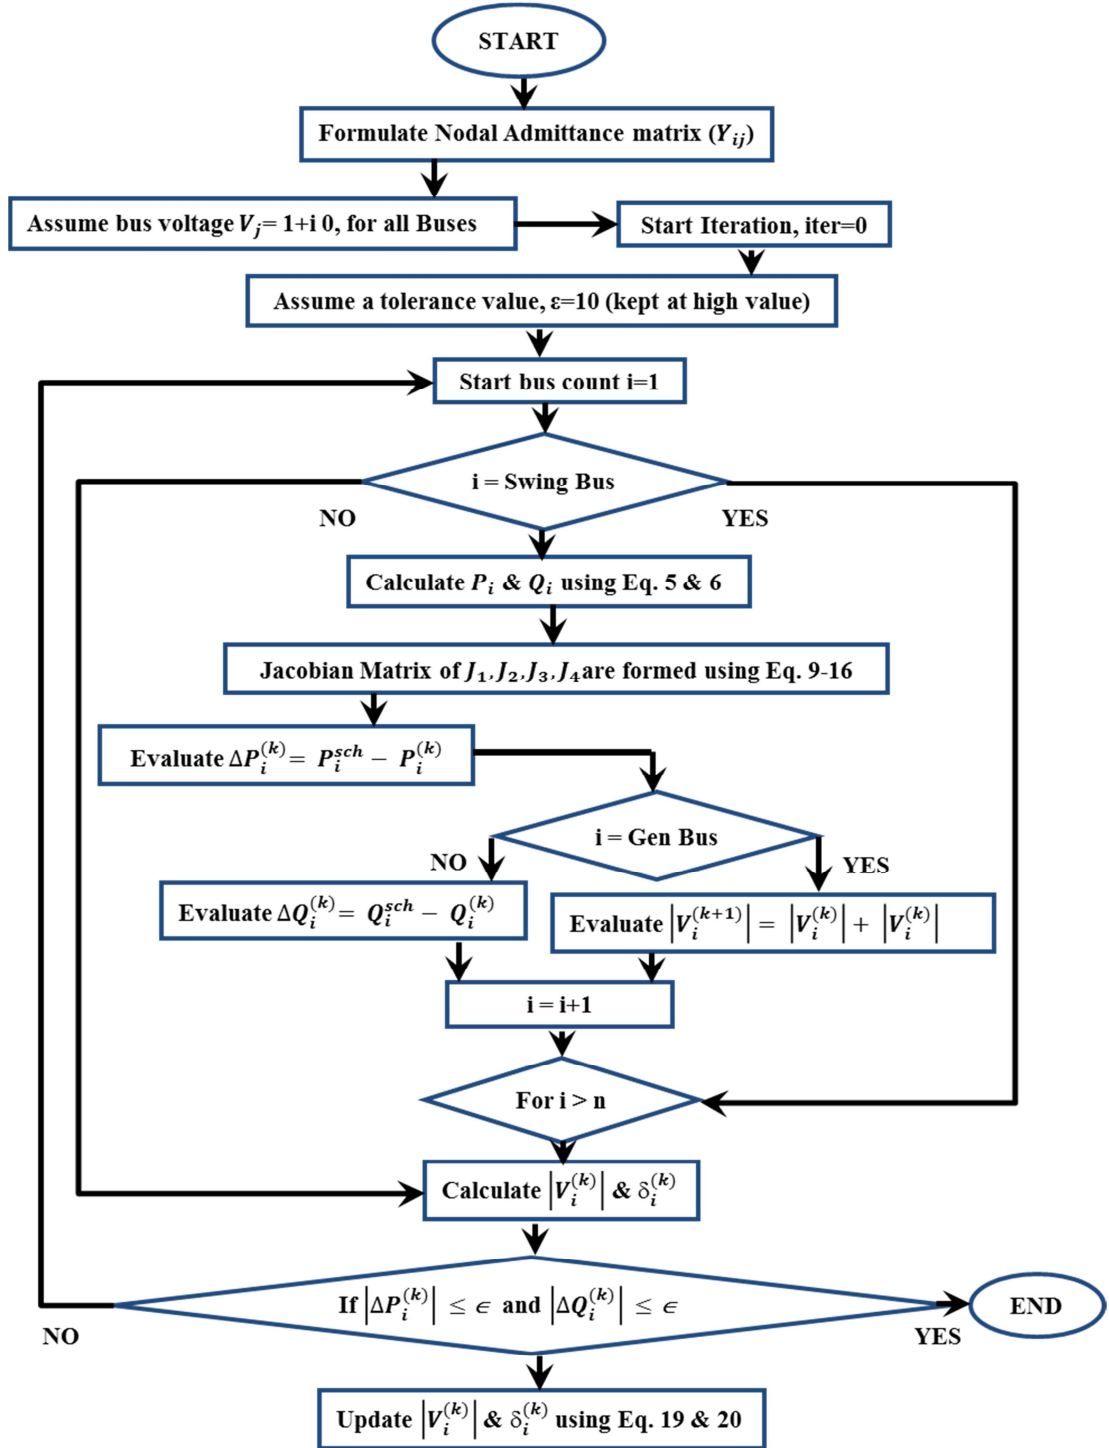 START
Formulate Nodal Admittance matrix (Y_{ij})
Assume bus voltage V_j= 1+i 0, for all Buses
Start Iteration, iter=0
Assume a tolerance value, ε=10 (kept at high value)
Start bus count i=1
i = Swing Bus
NO
YES
Calculate P_i & Q_i using Eq. 5 & 6
Jacobian Matrix of J_1,J_2,J_3,J_4are formed using Eq. 9-16
Evaluate ΔP_i^{(k)}= P_i^{sch} − P_i^{(k)}
i = Gen Bus
NO
YES
Evaluate ΔQ_i^{(k)}= Q_i^{sch} − Q_i^{(k)}
Evaluate |V_i^{(k+1)}| = |V_i^{(k)}| + |V_i^{(k)}|
i = i+1
For i > n
Calculate |V_i^{(k)}| & δ_i^{(k)}
If |ΔP_i^{(k)}| ≤ ϵ and |ΔQ_i^{(k)}| ≤ ϵ
END
NO
YES
Update |V_i^{(k)}| & δ_i^{(k)} using Eq. 19 & 20